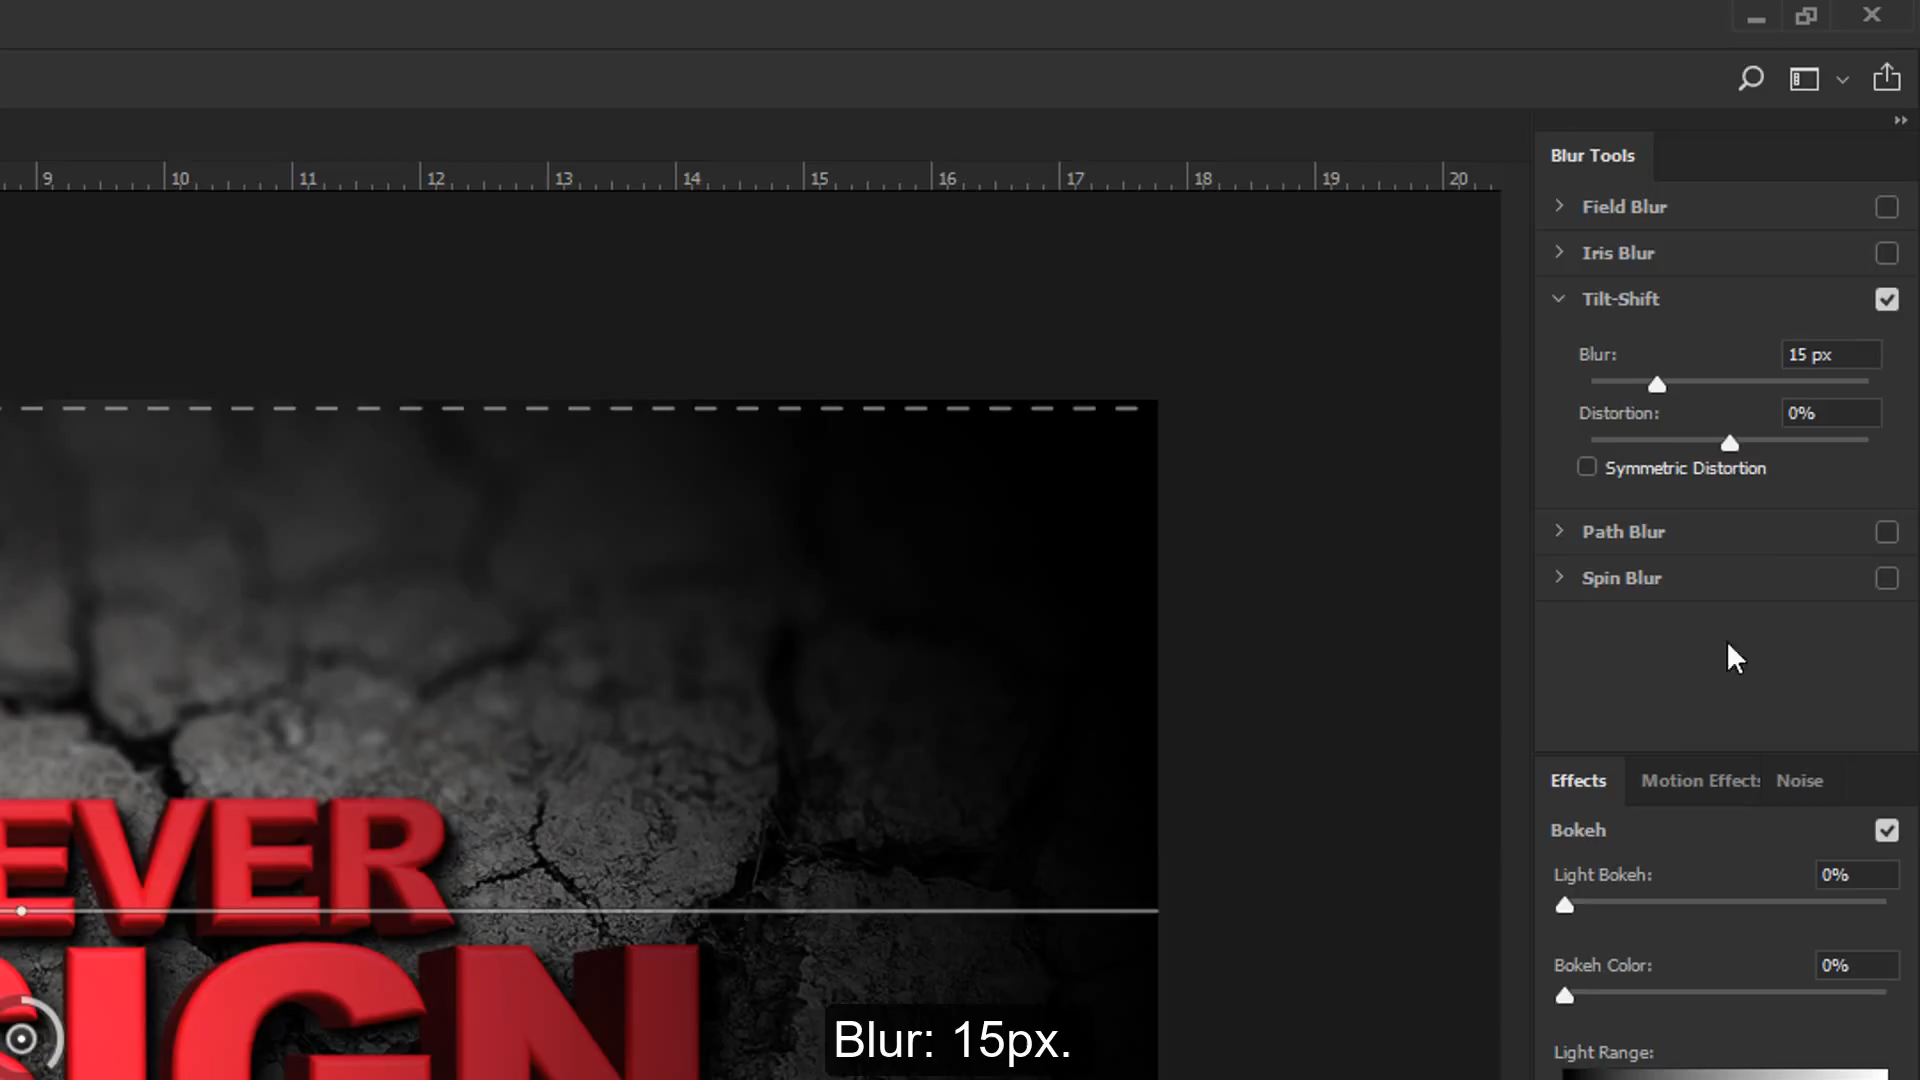 9 10 11 12 13 14 15 16 17 18 19 20
Blur Tools
Field Blur
Iris Blur
Tilt-Shift
Blur: 15 px
Distortion: 0%
Symmetric Distortion
Path Blur
Spin Blur
Effects Motion Effects Noise
Bokeh
Light Bokeh: 0%
Bokeh Color: 0%
Light Range:
EVER
SIGN
Blur: 15px.